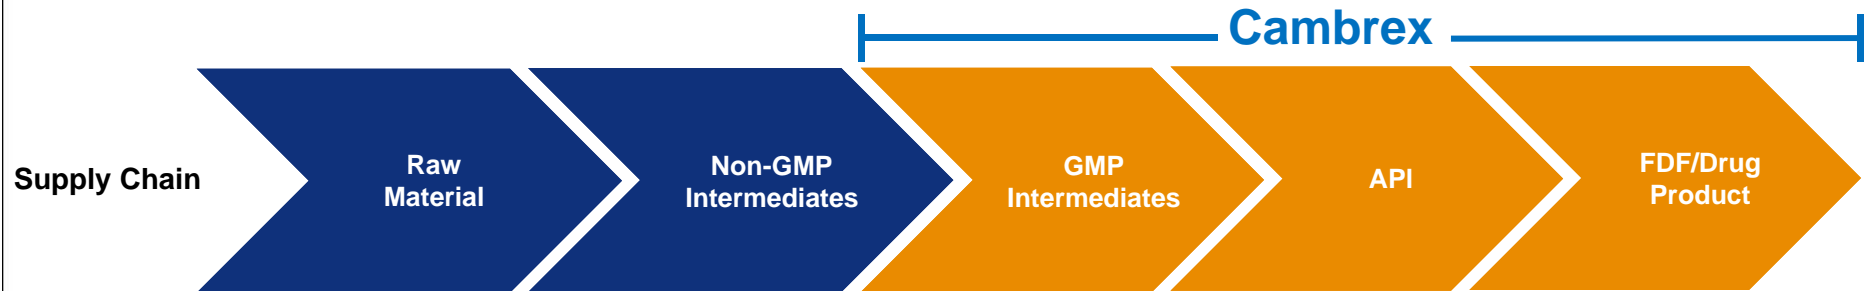 Cambrex
Supply Chain
Raw
Material
Non-GMP
Intermediates
GMP
Intermediates
API
FDF/Drug
Product